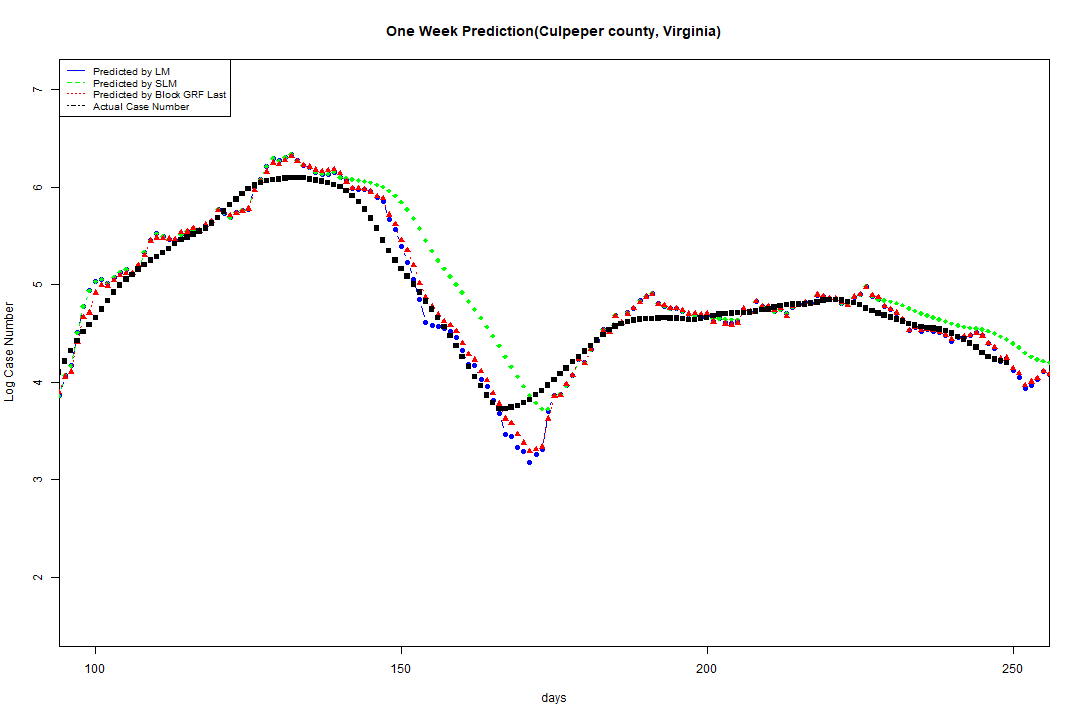 One Week Prediction(Culpeper county, Virginia)
Predicted by LM
Predicted by SLM
Predicted by Block GRF Last
Actual Case Number
7
6
5
4
3
2
Log Case Number
100
150
200
250
days